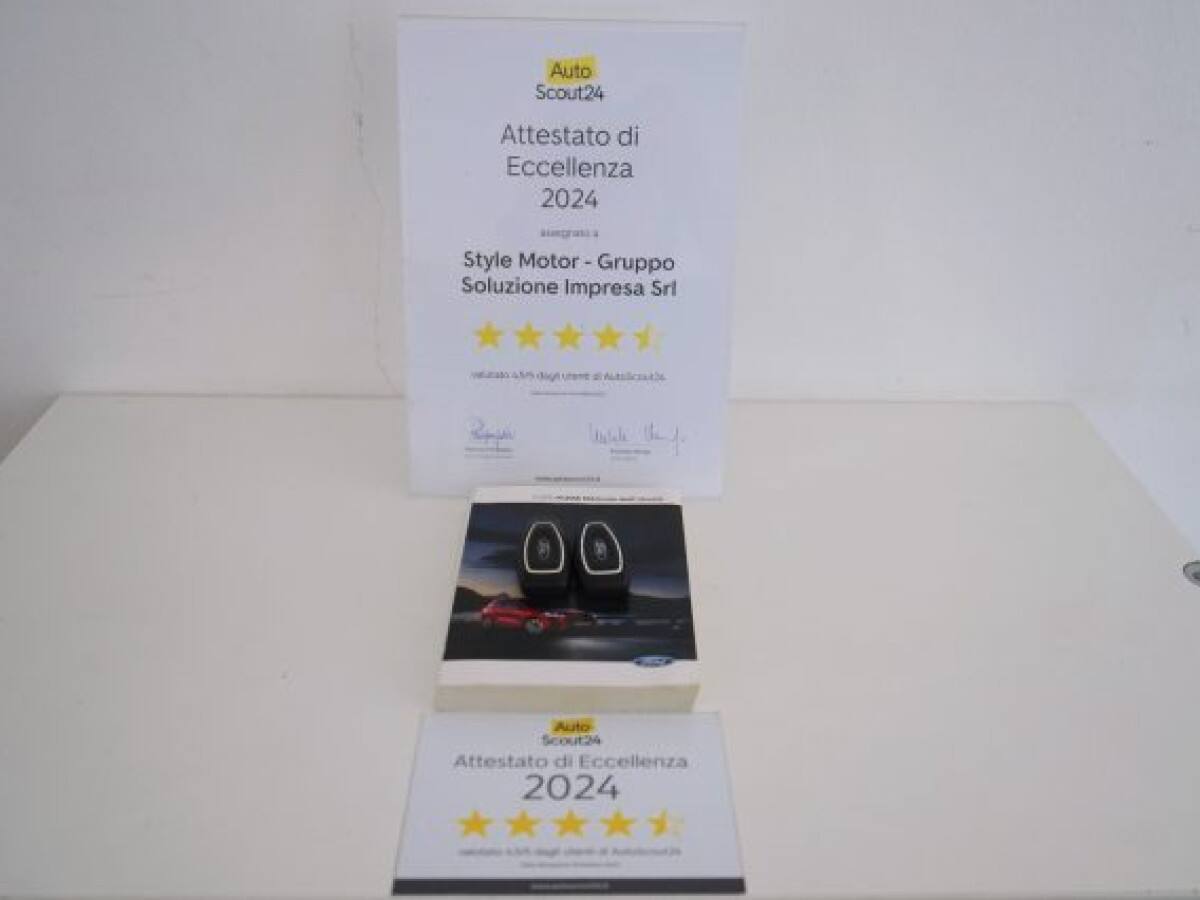 Auto
Scout24
Attestato di
Eccellenza
2024
assegnato a
Style Motor - Gruppo
Soluzione Impresa Srl
valutato 4.5/5 dagli utenti di AutoScout24
Ford
Auto
Scout24
Attestato di Eccellenza
2024
valutato 4.5/5 dagli utenti di AutoScout24